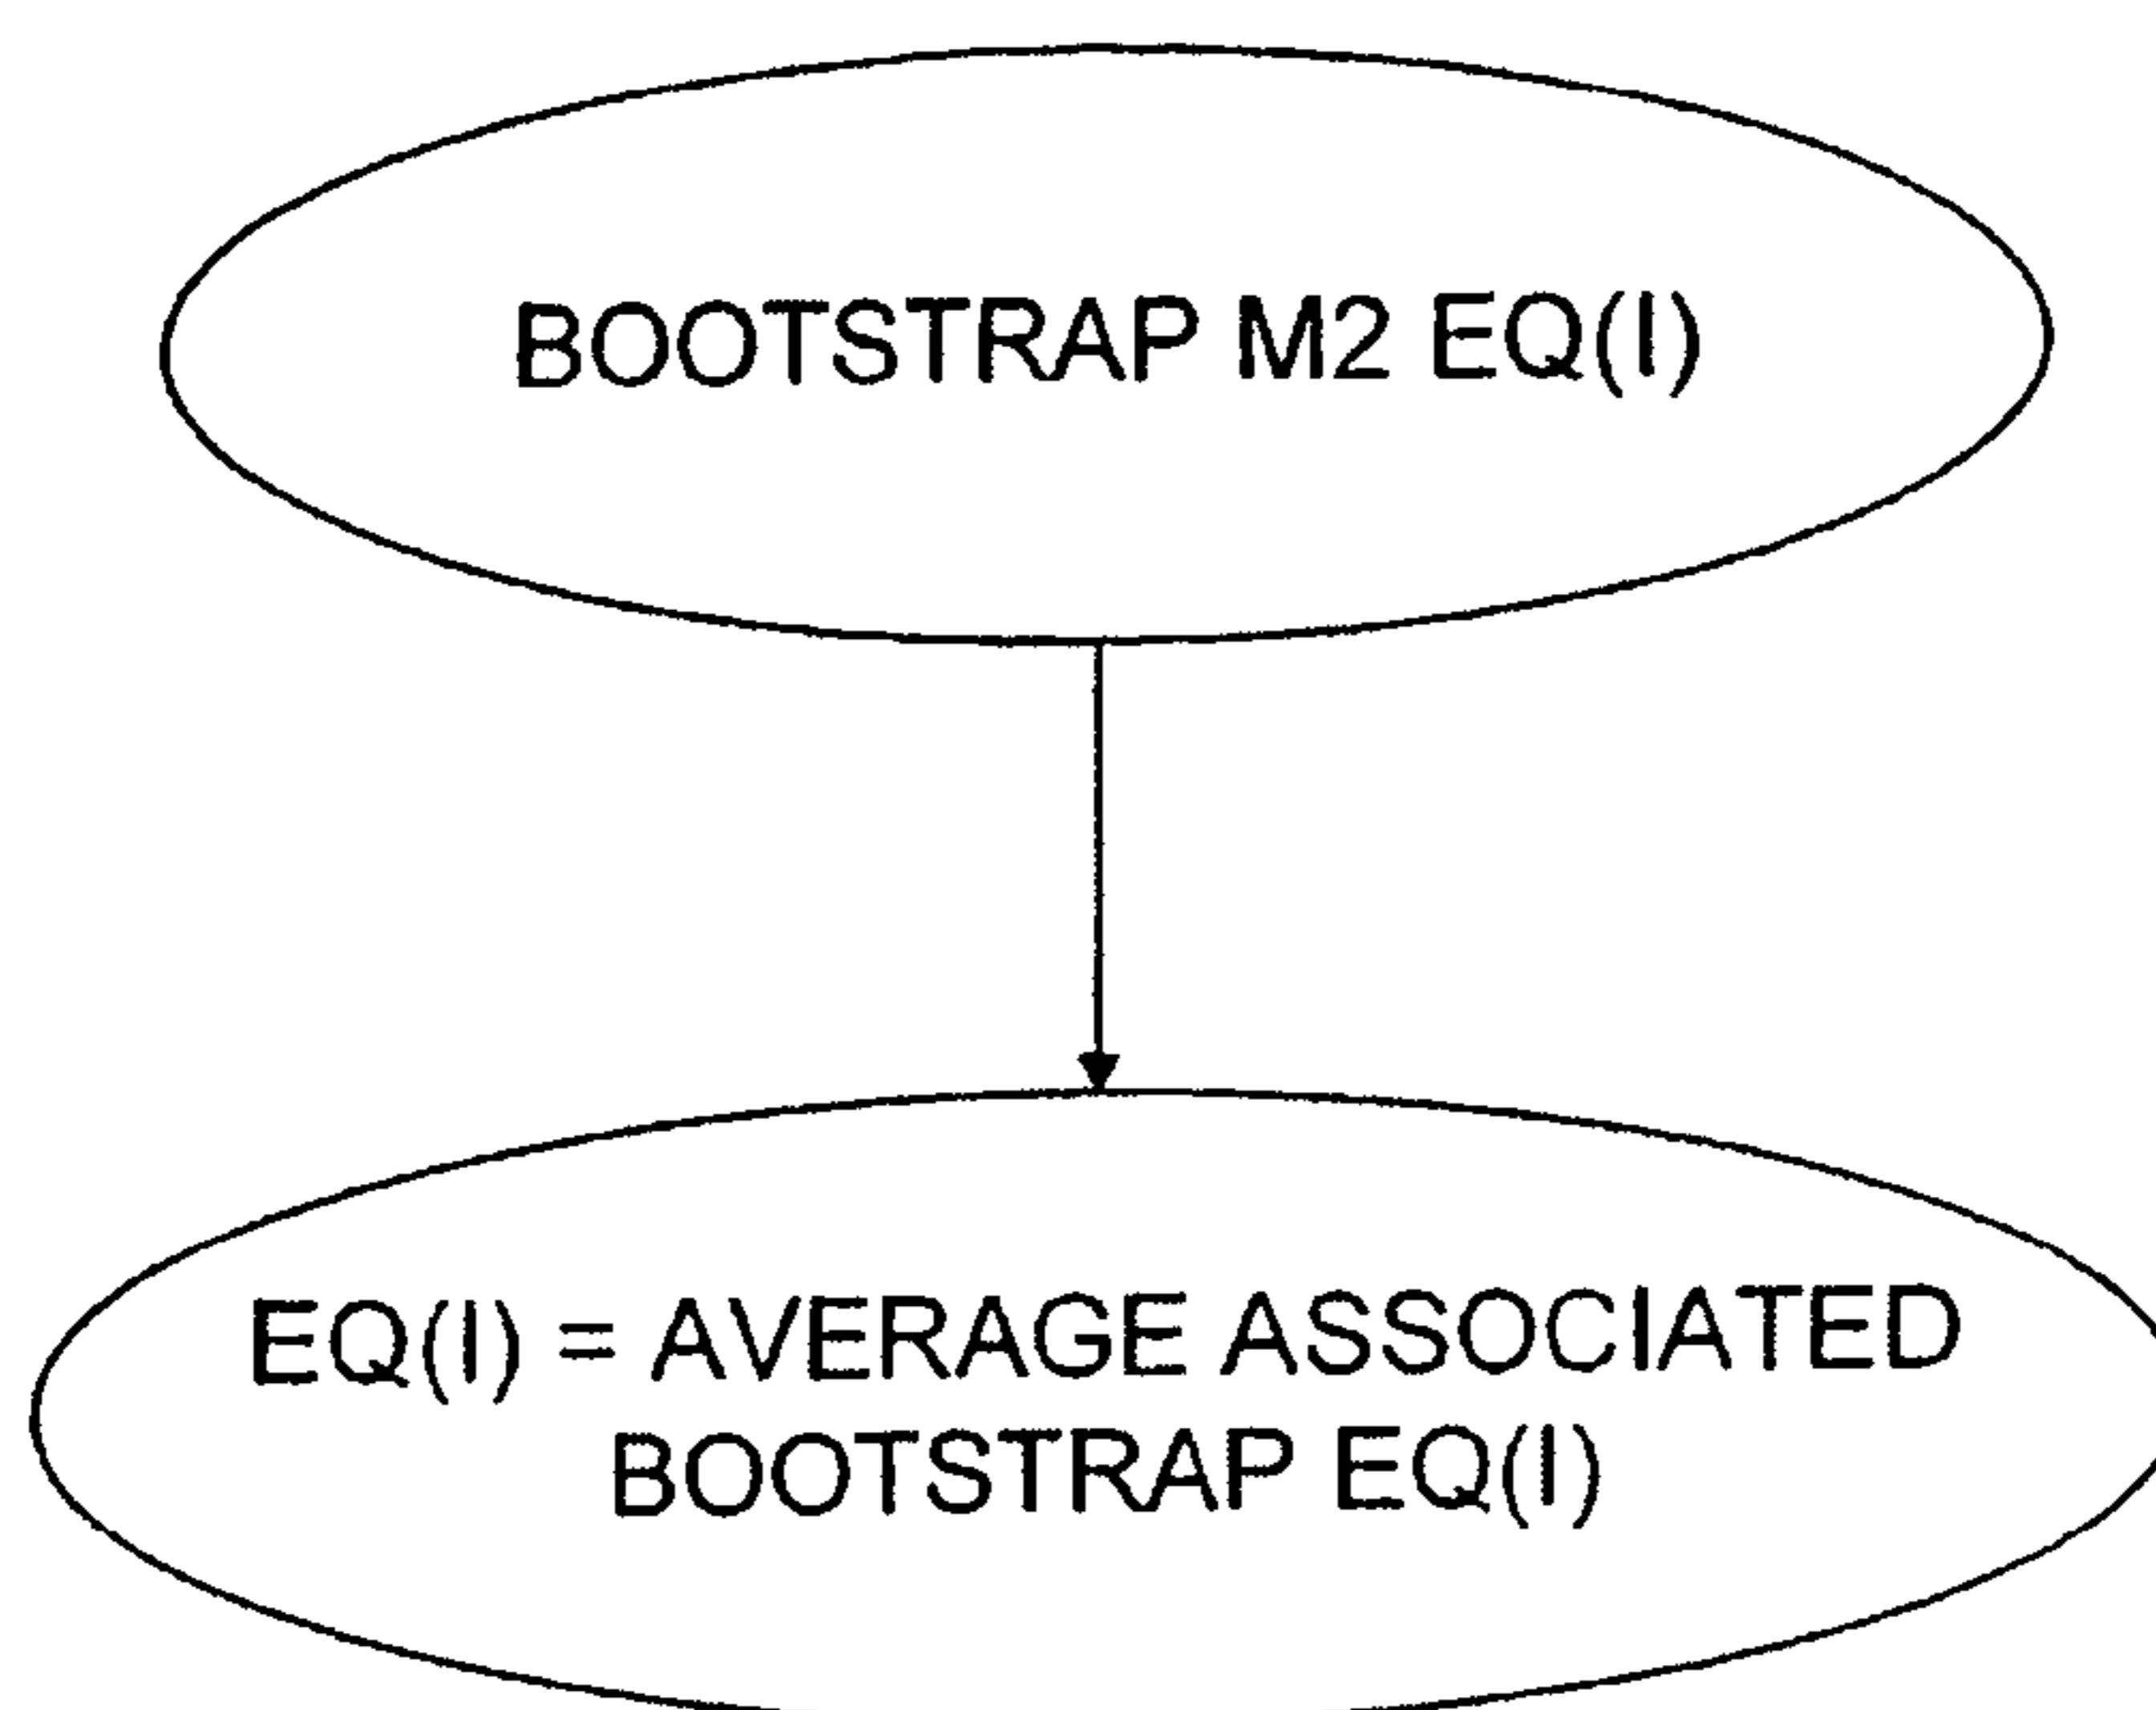 BOOTSTRAP M2 EQ(I)
EQ(I) = AVERAGE ASSOCIATED
BOOTSTRAP EQ(I)